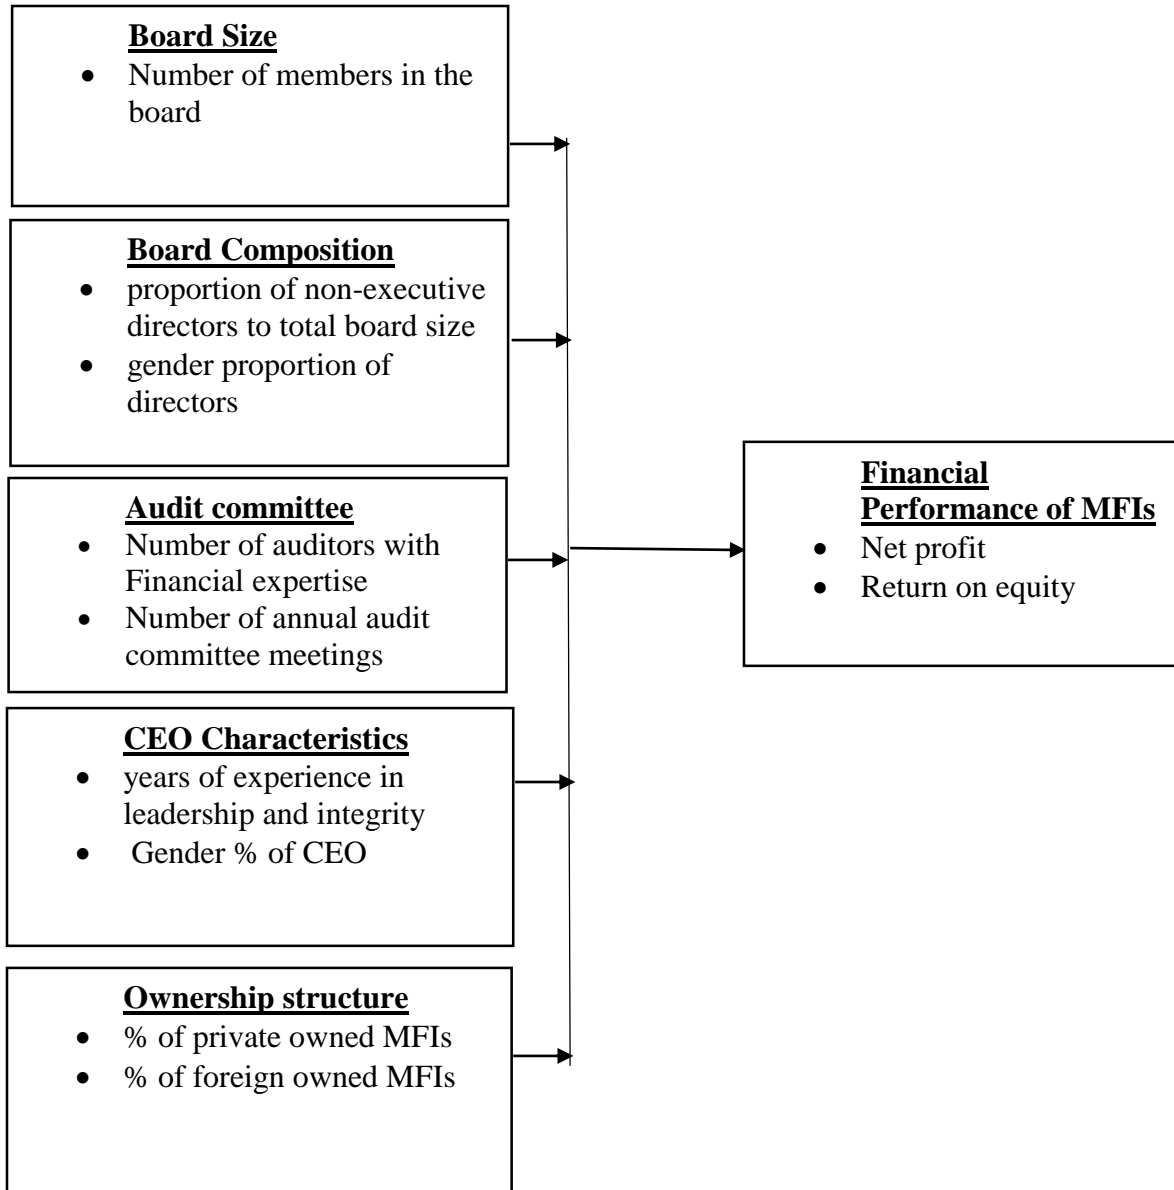 Board Size
• Number of members in the
board
Board Composition
• proportion of non-executive
directors to total board size
• gender proportion of
directors
Audit committee
• Number of auditors with
Financial expertise
• Number of annual audit
committee meetings
CEO Characteristics
• years of experience in
leadership and integrity
• Gender % of CEO
Ownership structure
• % of private owned MFIs
• % of foreign owned MFIs
Financial
Performance of MFIs
• Net profit
• Return on equity